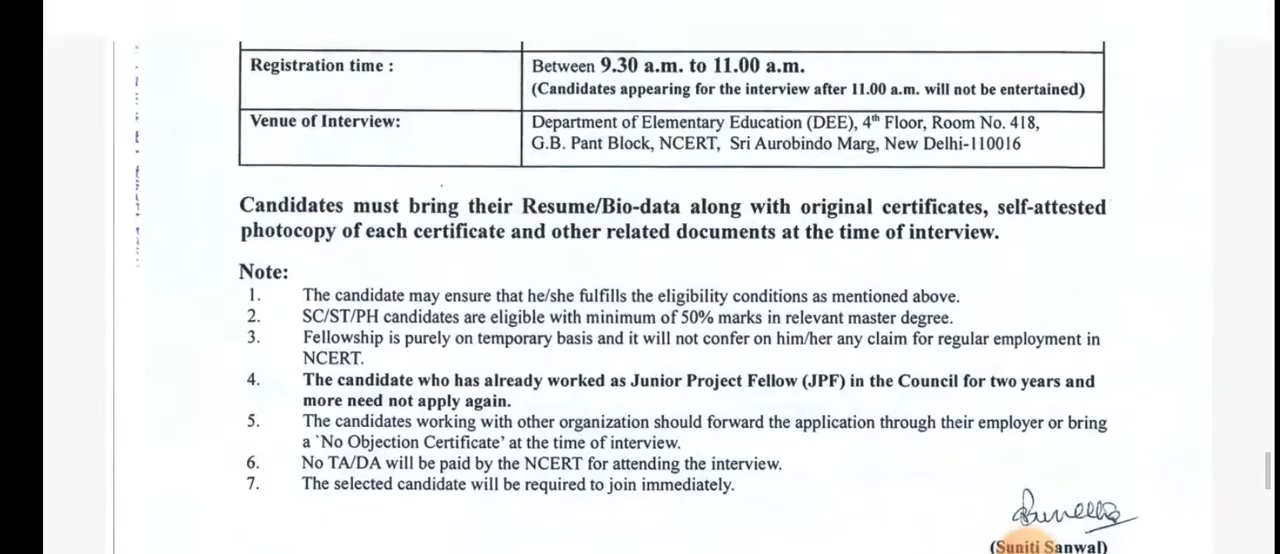 Registration time :
Between 9.30 a.m. to 11.00 a.m.
(Candidates appearing for the interview after 11.00 a.m. will not be entertained)
Venue of Interview:
Department of Elementary Education (DEE), 4th Floor, Room No. 418,
G.B. Pant Block, NCERT, Sri Aurobindo Marg, New Delhi-110016
Candidates must bring their Resume/Bio-data along with original certificates, self-attested
photocopy of each certificate and other related documents at the time of interview.
Note:
1. The candidate may ensure that he/she fulfills the eligibility conditions as mentioned above.
2. SC/ST/PH candidates are eligible with minimum of 50% marks in relevant master degree.
3. Fellowship is purely on temporary basis and it will not confer on him/her any claim for regular employment in
NCERT.
4. The candidate who has already worked as Junior Project Fellow (JPF) in the Council for two years and
more need not apply again.
5. The candidates working with other organization should forward the application through their employer or bring
a `No Objection Certificate' at the time of interview.
6. No TA/DA will be paid by the NCERT for attending the interview.
7. The selected candidate will be required to join immediately.
(Suniti Sanwal)